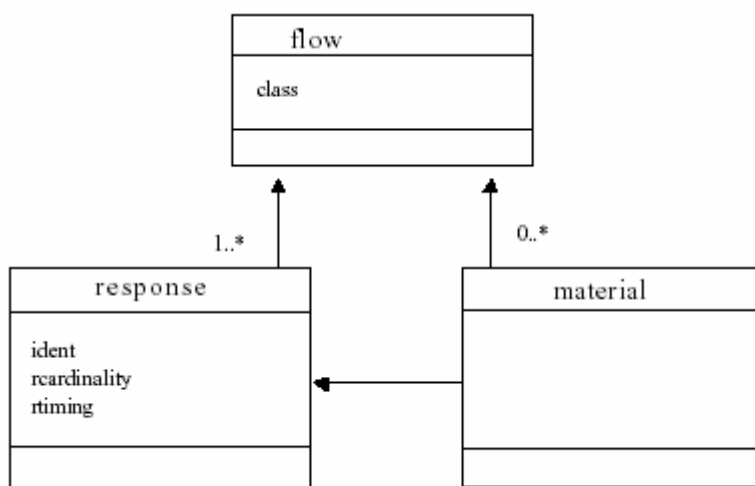 flow
class
1..*
0..*
response
material
ident
rcardinality
rtiming